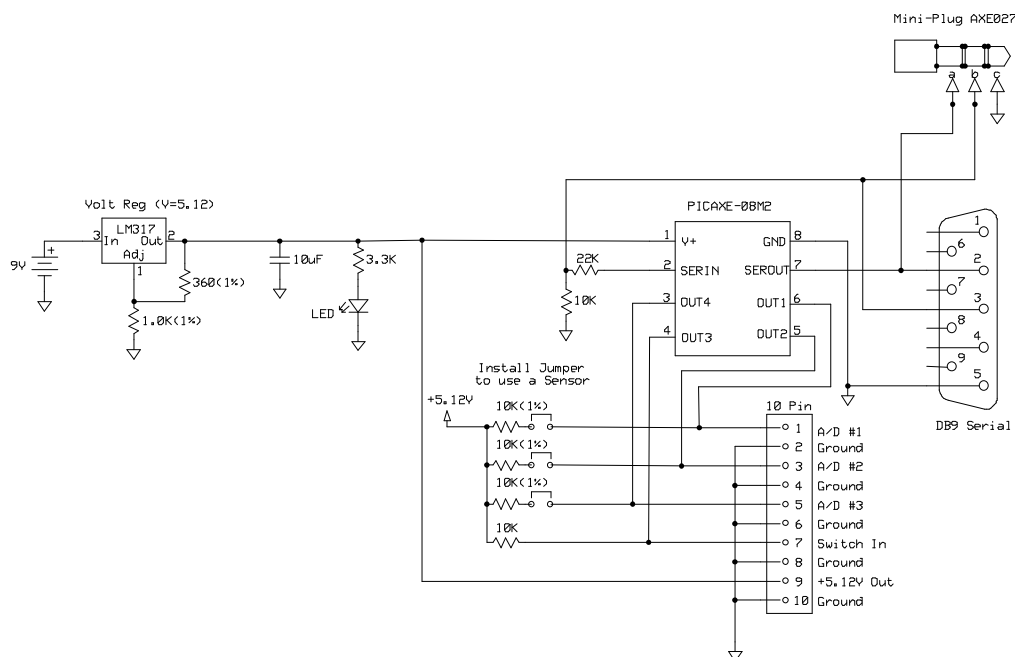 Mini-Plug AXE027
a b c
Volt Reg (V=5.12)
LM317
3 In Out 2
Adj
1
9V
+
360(1%)
1.0K(1%)
10uF
3.3K
LED
PICAXE-08M2
1 V+ GND 8
2 SERIN SEROUT 7
3 OUT4 OUT1 6
4 OUT3 OUT2 5
22K
10K
1
6
2
7
3
8
4
9
5
DB9 Serial
Install Jumper
to use a Sensor
+5.12V
10K(1%)
10K(1%)
10K(1%)
10K
10 Pin
1 A/D #1
2 Ground
3 A/D #2
4 Ground
5 A/D #3
6 Ground
7 Switch In
8 Ground
9 +5.12V Out
10 Ground